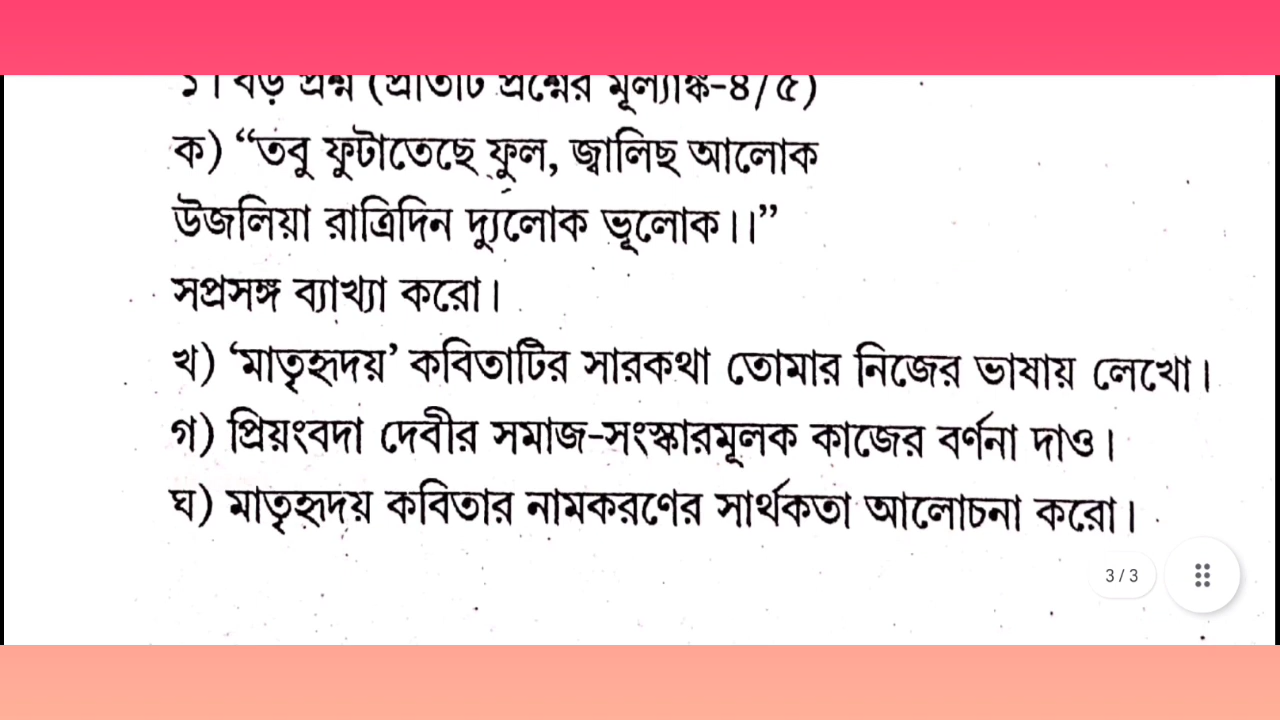 ১। বড় প্রশ্ন (প্রতিটি প্রশ্নের মূল্যাঙ্ক-৪/৫)
ক) “তবু ফুটাতেছে ফুল, জ্বালিছ আলোক
উজলিয়া রাত্রিদিন দ্যুলোক ভূলোক।।”
সপ্রসঙ্গ ব্যাখ্যা করো।
খ) ‘মাতৃহৃদয়’ কবিতাটির সারকথা তোমার নিজের ভাষায় লেখো।
গ) প্রিয়ংবদা দেবীর সমাজ-সংস্কারমূলক কাজের বর্ণনা দাও।
ঘ) মাতৃহৃদয় কবিতার নামকরণের সার্থকতা আলোচনা করো।
3 / 3